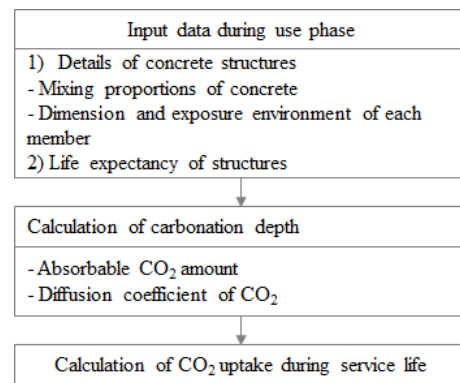 Input data during use phase
1) Details of concrete structures
- Mixing proportions of concrete
- Dimension and exposure environment of each
member
2) Life expectancy of structures
Calculation of carbonation depth
- Absorbable CO₂ amount
- Diffusion coefficient of CO₂
Calculation of CO₂ uptake during service life